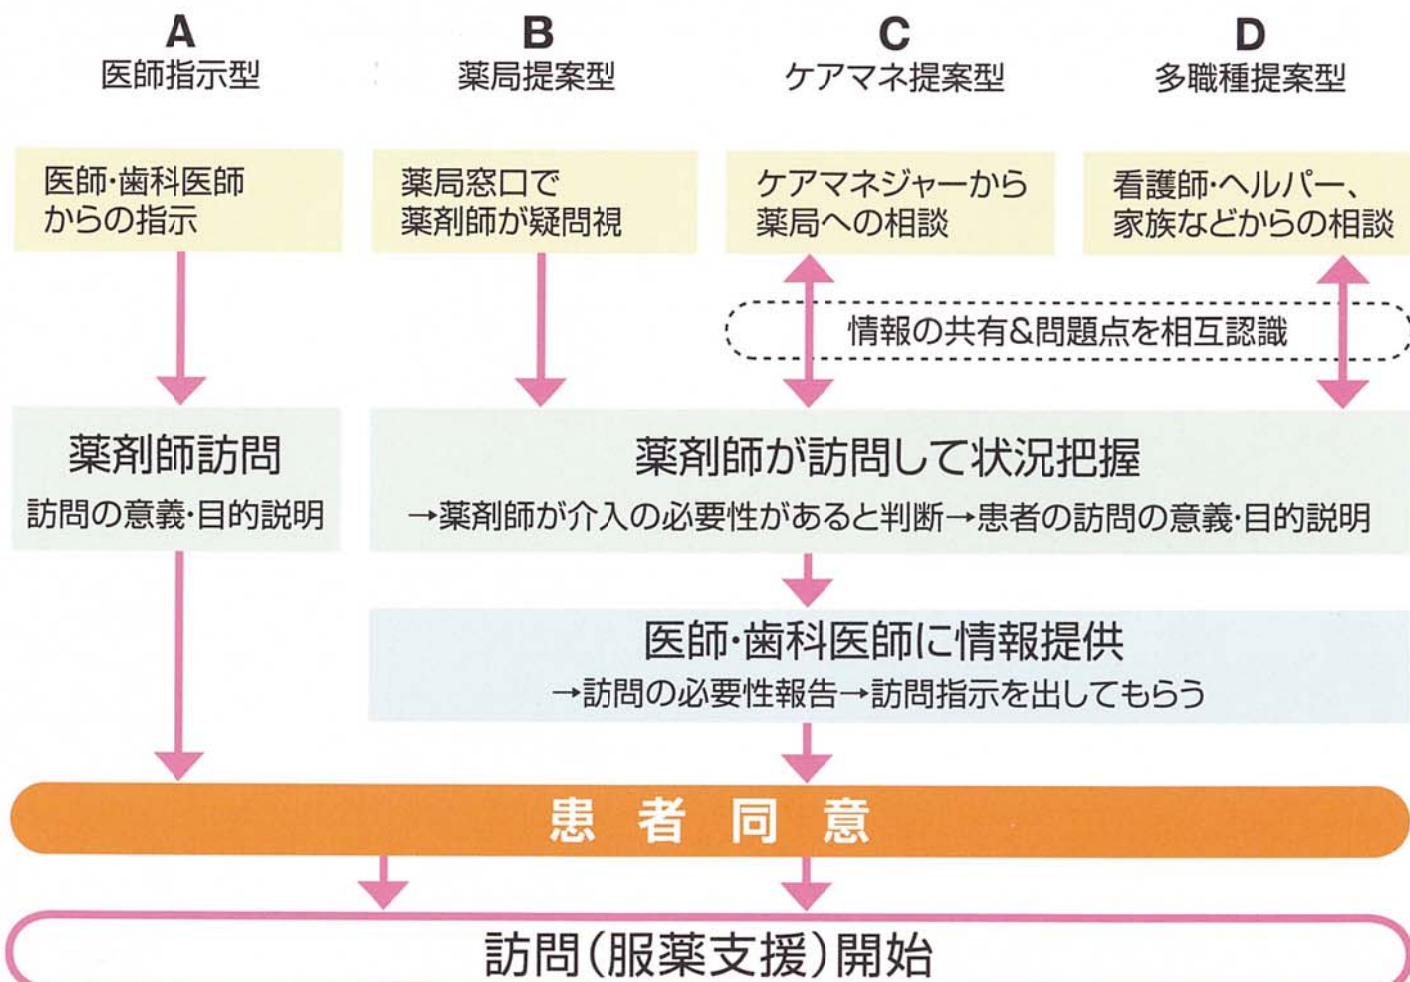 A
医師指示型
B
薬局提案型
C
ケアマネ提案型
D
多職種提案型
医師・歯科医師
からの指示
薬局窓口で
薬剤師が疑問視
ケアマネジャーから
薬局への相談
看護師・ヘルパー、
家族などからの相談
情報の共有&問題点を相互認識
薬剤師訪問
訪問の意義・目的説明
薬剤師が訪問して状況把握
→薬剤師が介入の必要性があると判断→患者の訪問の意義・目的説明
医師・歯科医師に情報提供
→訪問の必要性報告→訪問指示を出してもらう
患者同意
訪問(服薬支援)開始